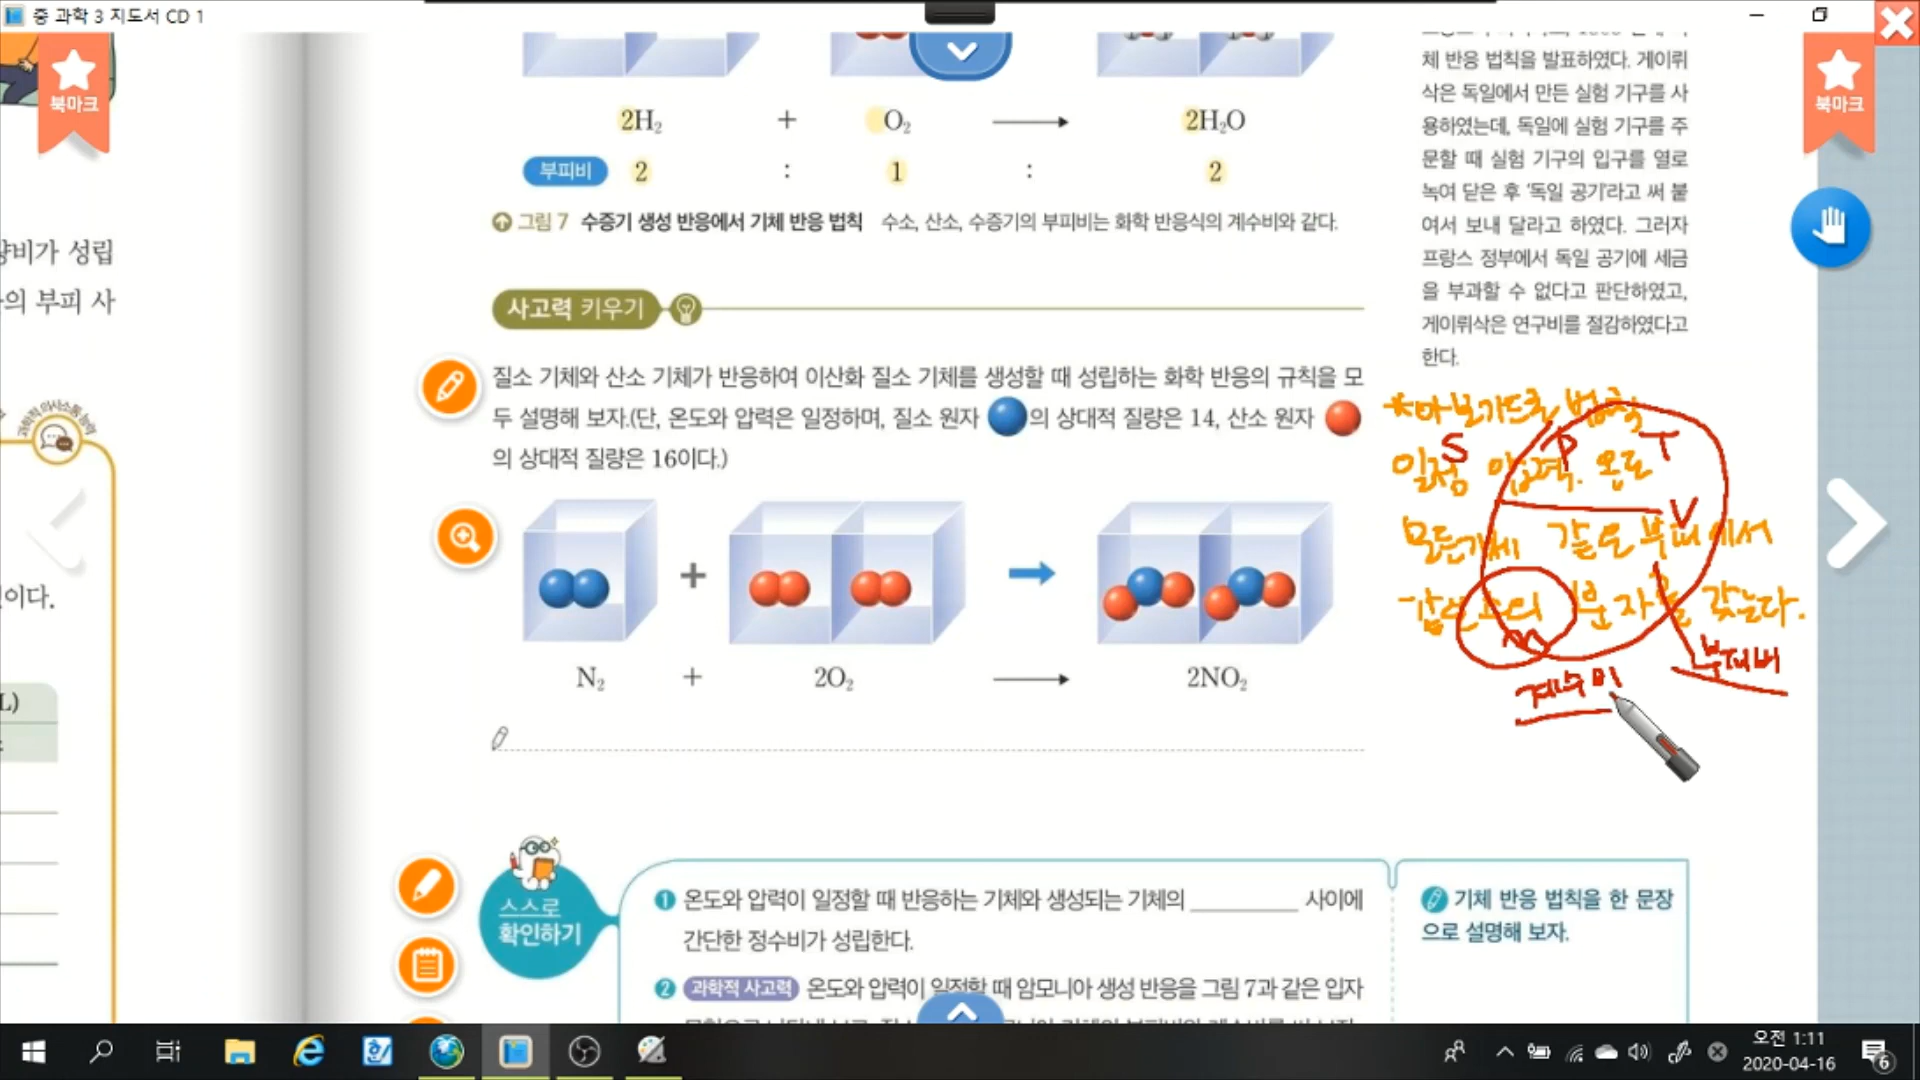 중 과학 3 지도서 CD 1
북마크
북마크
체 반응 법칙을 발표하였다. 게이뤼
삭은 독일에서 만든 실험 기구를 사
용하였는데, 독일에 실험 기구를 주
문할 때 실험 기구의 입구를 열로
녹여 닫은 후 '독일 공기'라고 써 붙
여서 보내 달라고 하였다. 그러자
프랑스 정부에서 독일 공기에 세금
을 부과할 수 없다고 판단하였고,
게이뤼삭은 연구비를 절감하였다고
한다.
2H₂ + O₂ → 2H₂O
부피비 2 : 1 : 2
그림 7 수증기 생성 반응에서 기체 반응 법칙 수소, 산소, 수증기의 부피비는 화학 반응식의 계수비와 같다.
비가 성립
의 부피 사
사고력 키우기
질소 기체와 산소 기체가 반응하여 이산화 질소 기체를 생성할 때 성립하는 화학 반응의 규칙을 모
두 설명해 보자.(단, 온도와 압력은 일정하며, 질소 원자 의 상대적 질량은 14, 산소 원자
의 상대적 질량은 16이다.)
N₂ + 2O₂ → 2NO₂
*아보가드로 법칙
S P T
일정 압력. 온도
V
모든기체 같은 부피에서
분자를 갖는다.
부피비
계수비
과학적 의사소통 능력
이다.
L)
스스로
확인하기
1 온도와 압력이 일정할 때 반응하는 기체와 생성되는 기체의 __________ 사이에
간단한 정수비가 성립한다.
2 과학적 사고력 온도와 압력이 일정할 때 암모니아 생성 반응을 그림 7과 같은 입자
기체 반응 법칙을 한 문장
으로 설명해 보자.
오전 1:11
2020-04-16
6